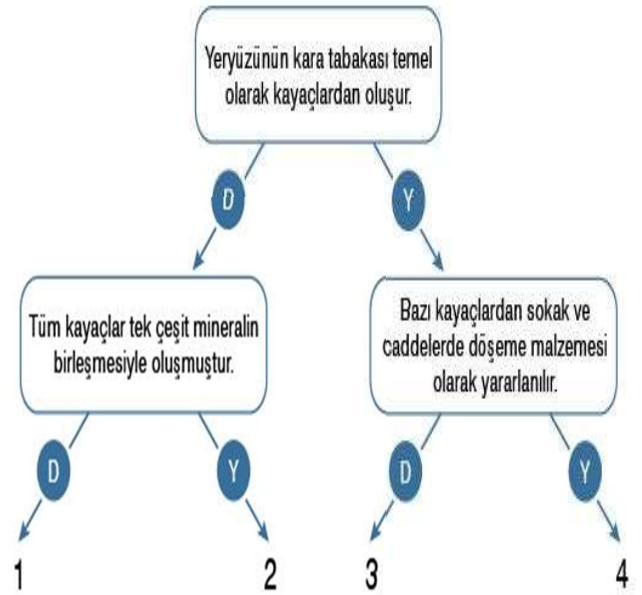 Yeryüzünün kara tabakası temel
olarak kayaçlardan oluşur.
D
Y
Tüm kayaçlar tek çeşit mineralin
birleşmesiyle oluşmuştur.
Bazı kayaçlardan sokak ve
caddelerde döşeme malzemesi
olarak yararlanılır.
D
Y
D
Y
1
2
3
4